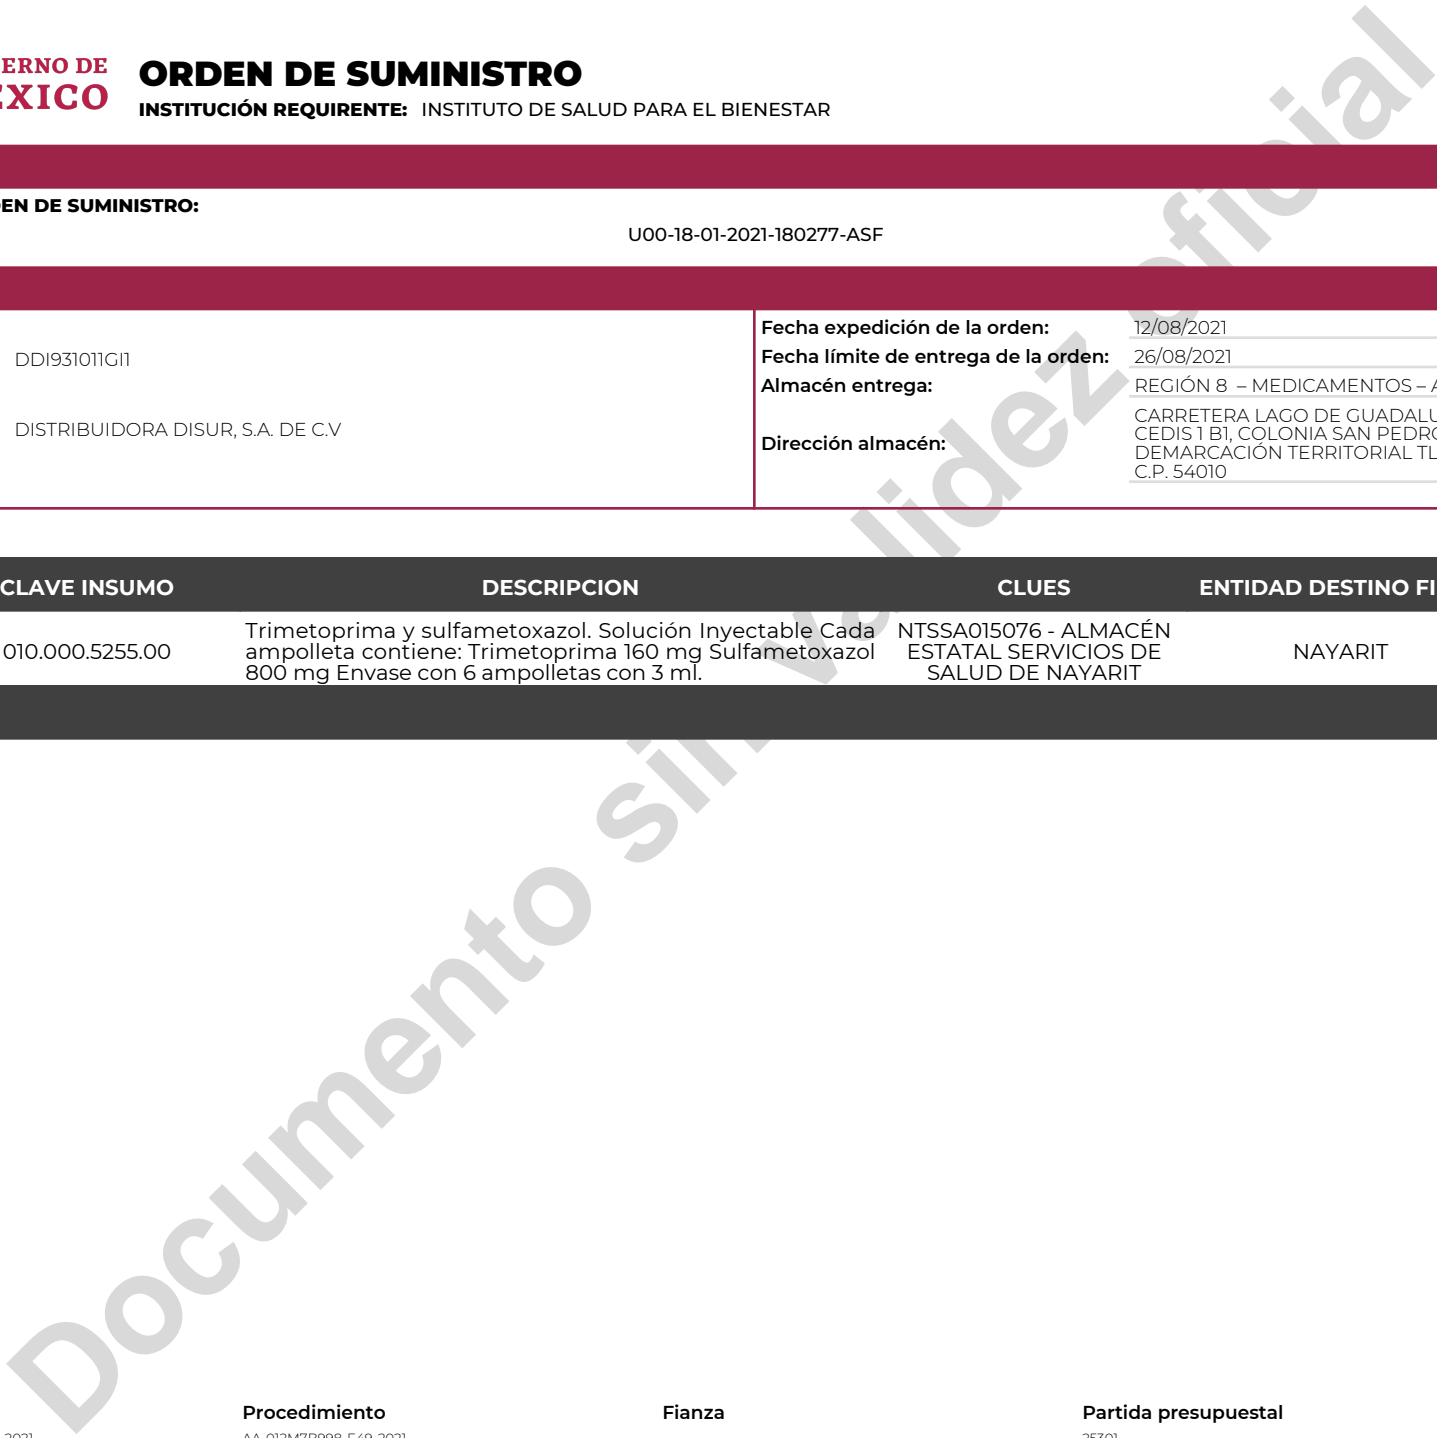 ERNO DE
EXICO
ORDEN DE SUMINISTRO
INSTITUCIÓN REQUIRENTE: INSTITUTO DE SALUD PARA EL BIENESTAR
EN DE SUMINISTRO:
U00-18-01-2021-180277-ASF
DDI931011GI1
DISTRIBUIDORA DISUR, S.A. DE C.V
Fecha expedición de la orden: 12/08/2021
Fecha límite de entrega de la orden: 26/08/2021
Almacén entrega: REGIÓN 8 – MEDICAMENTOS – A
Dirección almacén:
CARRETERA LAGO DE GUADALU
CEDIS 1 B1, COLONIA SAN PEDRO
DEMARCACIÓN TERRITORIAL TL
C.P. 54010
CLAVE INSUMO DESCRIPCION CLUES ENTIDAD DESTINO FI
010.000.5255.00
Trimetoprima y sulfametoxazol. Solución Inyectable Cada
ampolleta contiene: Trimetoprima 160 mg Sulfametoxazol
800 mg Envase con 6 ampolletas con 3 ml.
NTSSA015076 - ALMACÉN
ESTATAL SERVICIOS DE
SALUD DE NAYARIT
NAYARIT
Documento sin validez oficial
Procedimiento Fianza Partida presupuestal